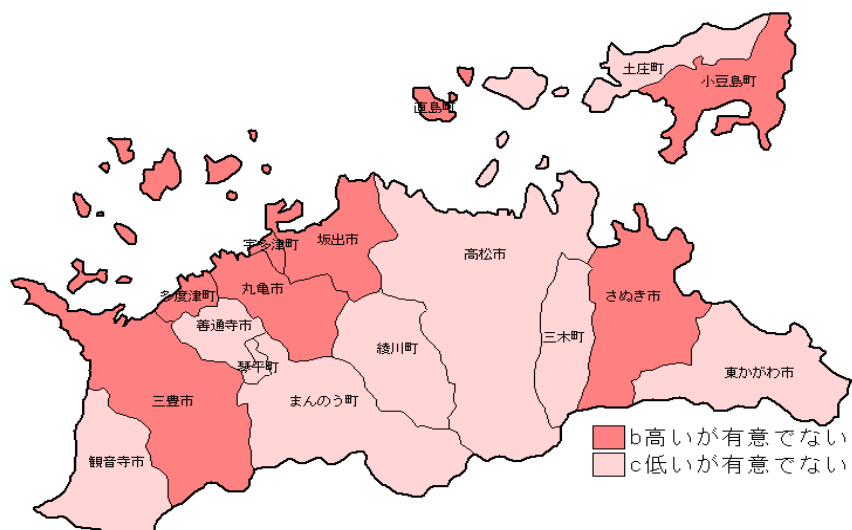 土庄町
小豆島町
直島町
宇多津町
坂出市
高松市
多度津町
丸亀市
さぬき市
善通寺市
三木町
綾川町
琴平町
東かがわ市
三豊市
まんのう町
観音寺市
b高いが有意でない
c低いが有意でない